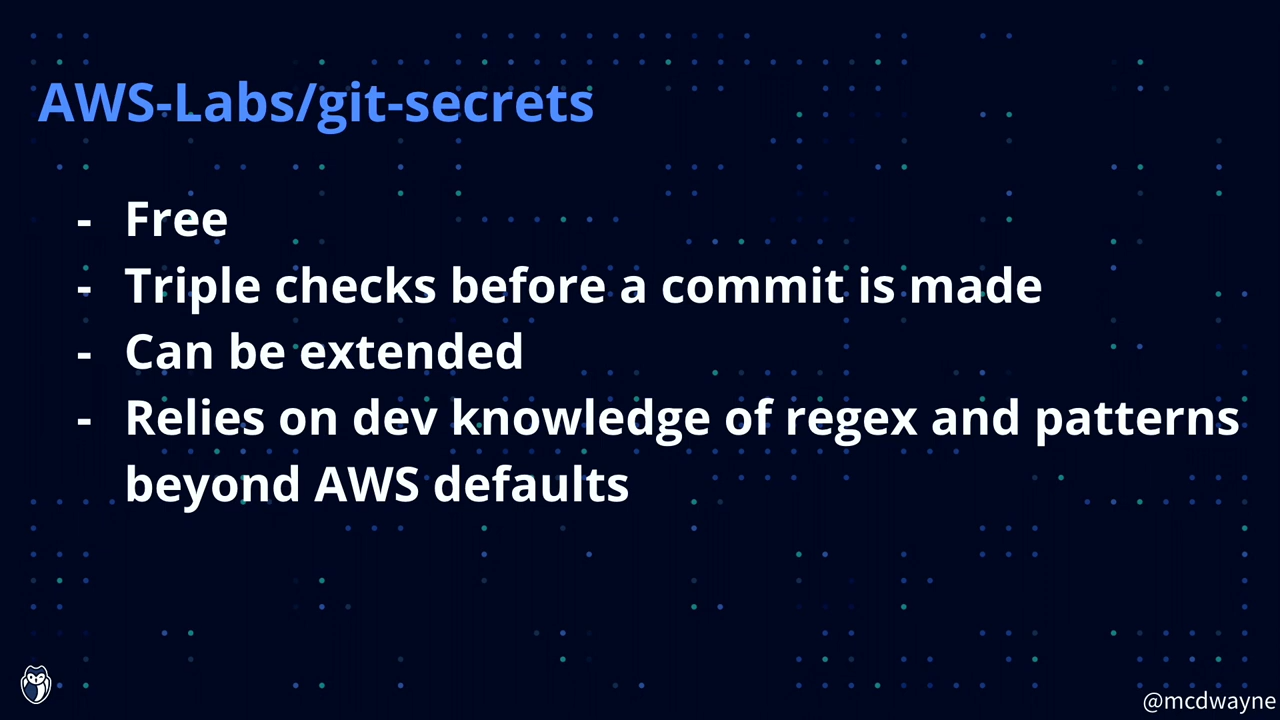 AWS-Labs/git-secrets
- Free
- Triple checks before a commit is made
- Can be extended
- Relies on dev knowledge of regex and patterns
beyond AWS defaults
@mcdwayne